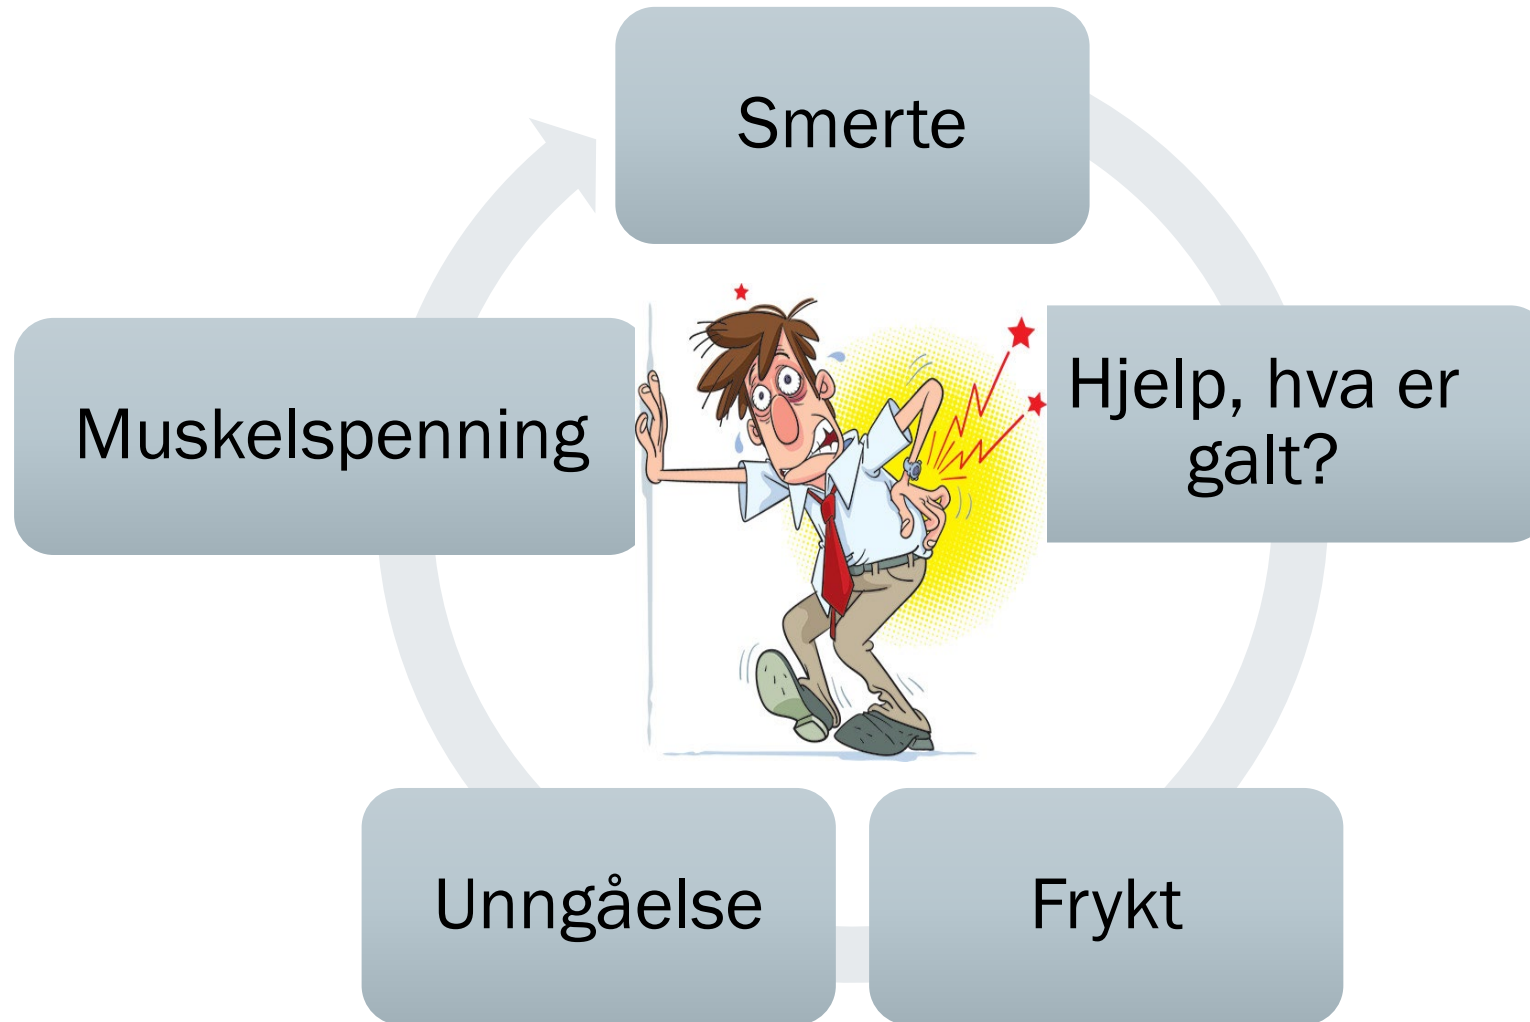 Smerte
Hjelp, hva er
galt?
Frykt
Unngåelse
Muskelspenning